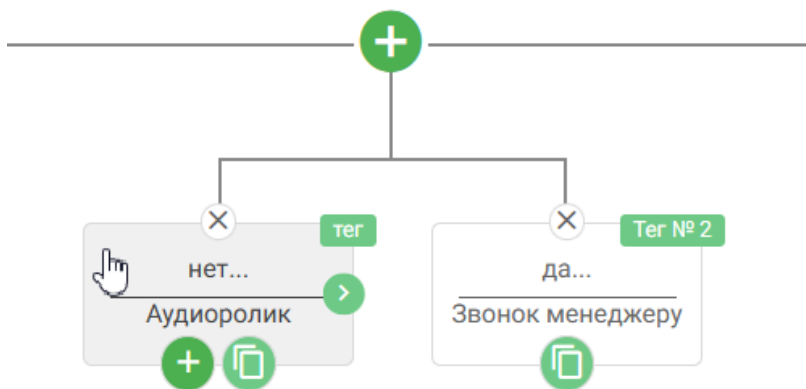 тег
нет...
Аудиоролик
Тег № 2
да...
Звонок менеджеру